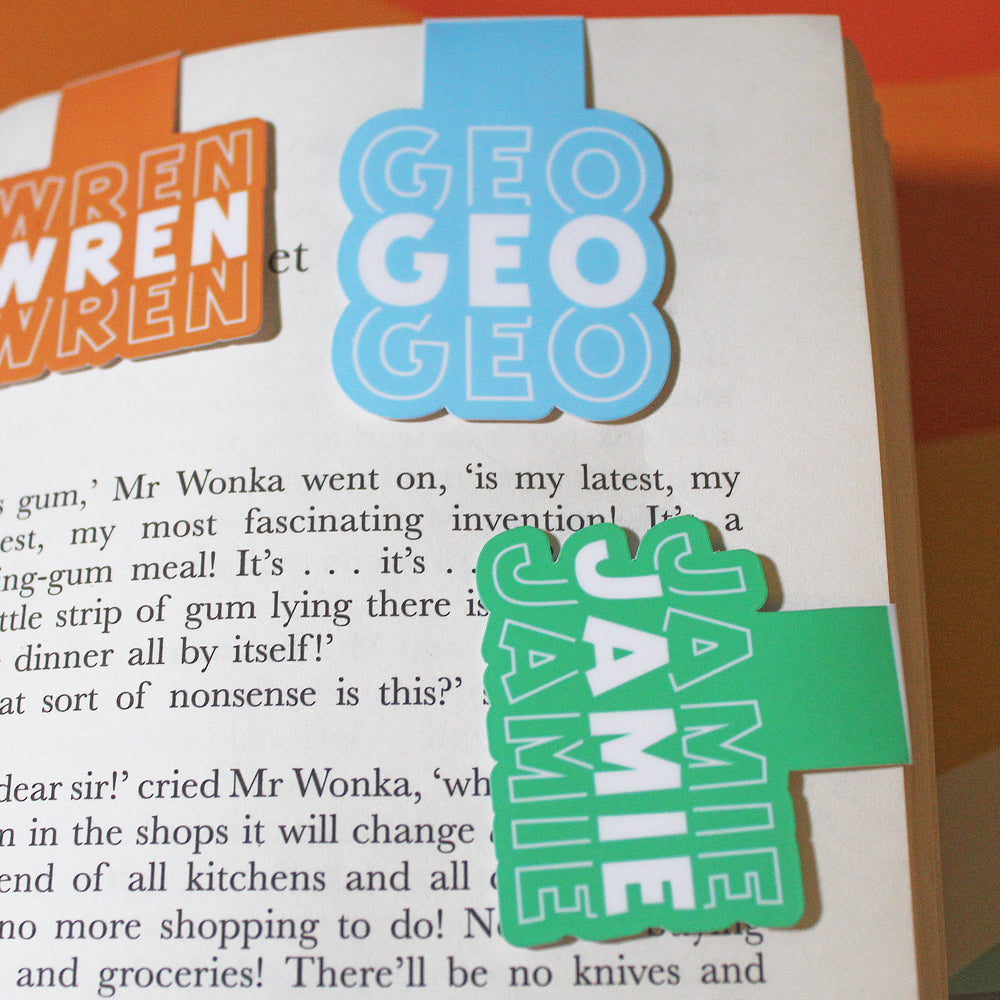 WREN
WREN
WREN
GEO
GEO
GEO
et
gum,' Mr Wonka went on, 'is my latest, my
est, my most fascinating invention! It's a
ing-gum meal! It's . . . it's . .
ttle strip of gum lying there is
dinner all by itself!'
at sort of nonsense is this?'
dear sir!' cried Mr Wonka, 'wh
in the shops it will change
end of all kitchens and all
no more shopping to do! N buying
and groceries! There'll be no knives and
JAMIE
JAMIE
JAMIE